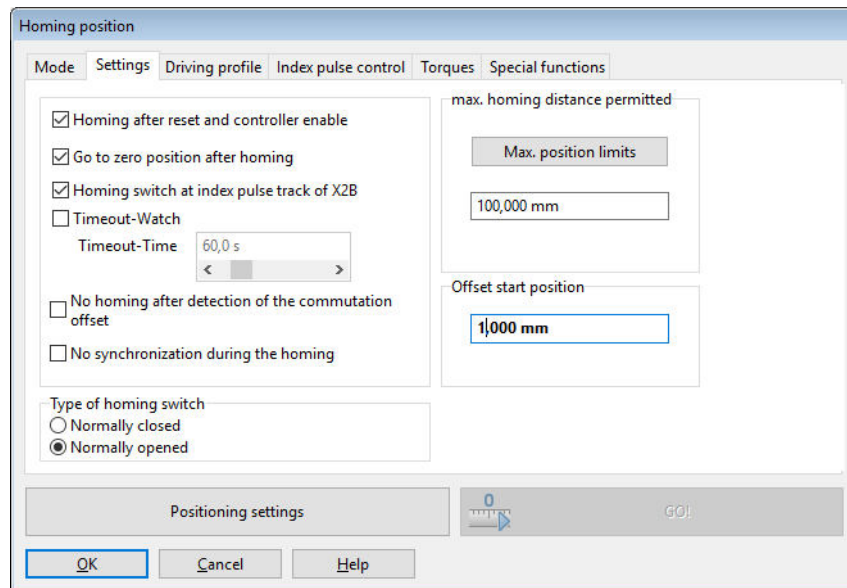 Homing position
Mode Settings Driving profile Index pulse control Torques Special functions
Homing after reset and controller enable
Go to zero position after homing
Homing switch at index pulse track of X2B
Timeout-Watch
Timeout-Time 60,0 s
No homing after detection of the commutation
offset
No synchronization during the homing
Type of homing switch
Normally closed
Normally opened
max. homing distance permitted
Max. position limits
100,000 mm
Offset start position
1,000 mm
Positioning settings
0
GO!
OK Cancel Help